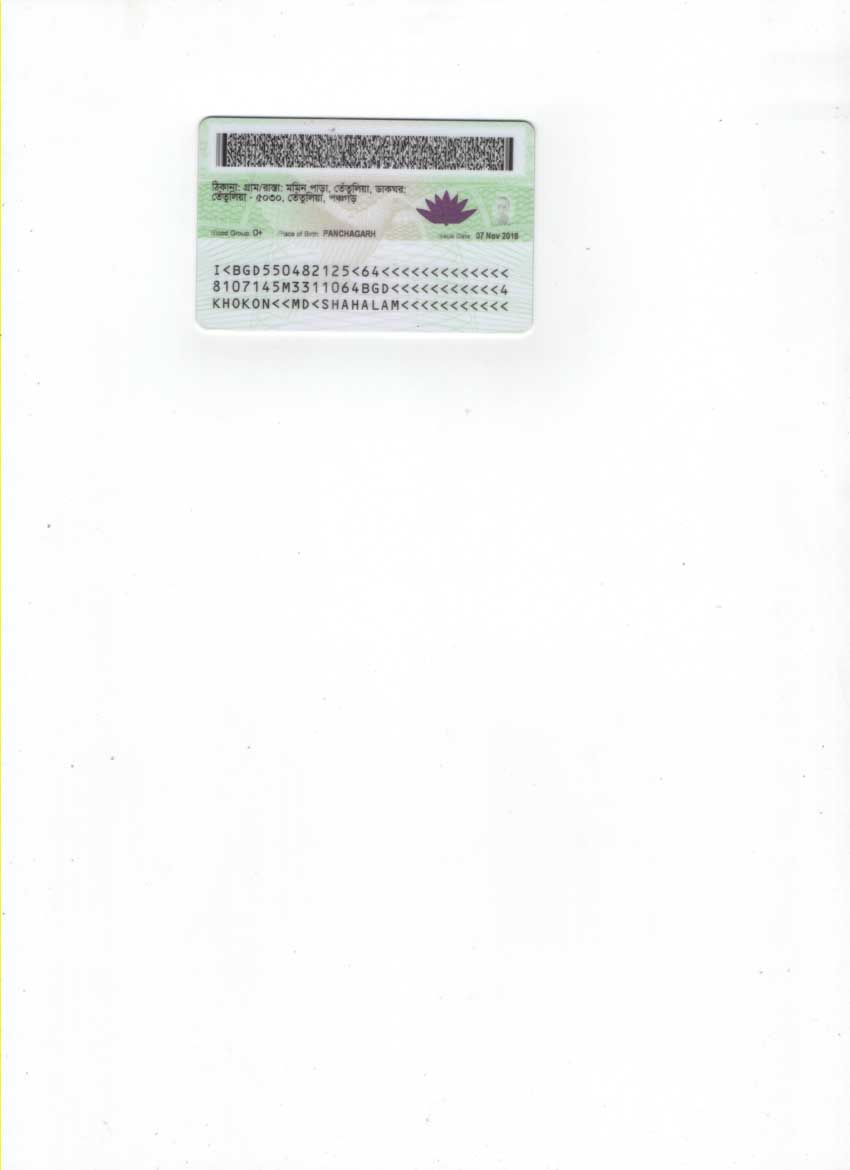 ঠিকানা: গ্রাম/রাস্তা: মমিন পাড়া, তেঁতুলিয়া, ডাকঘর:
তেঁতুলিয়া - ৫০৩০, তেঁতুলিয়া, পঞ্চগড়
Blood Group: O+ Place of Birth: PANCHAGARH Issue Date: 07 Nov 2018
I<BGD550482125<64<<<<<<<<<<<<<
8107145M3311064BGD<<<<<<<<<<<4
KHOKON<<MD<SHAHALAM<<<<<<<<<<<